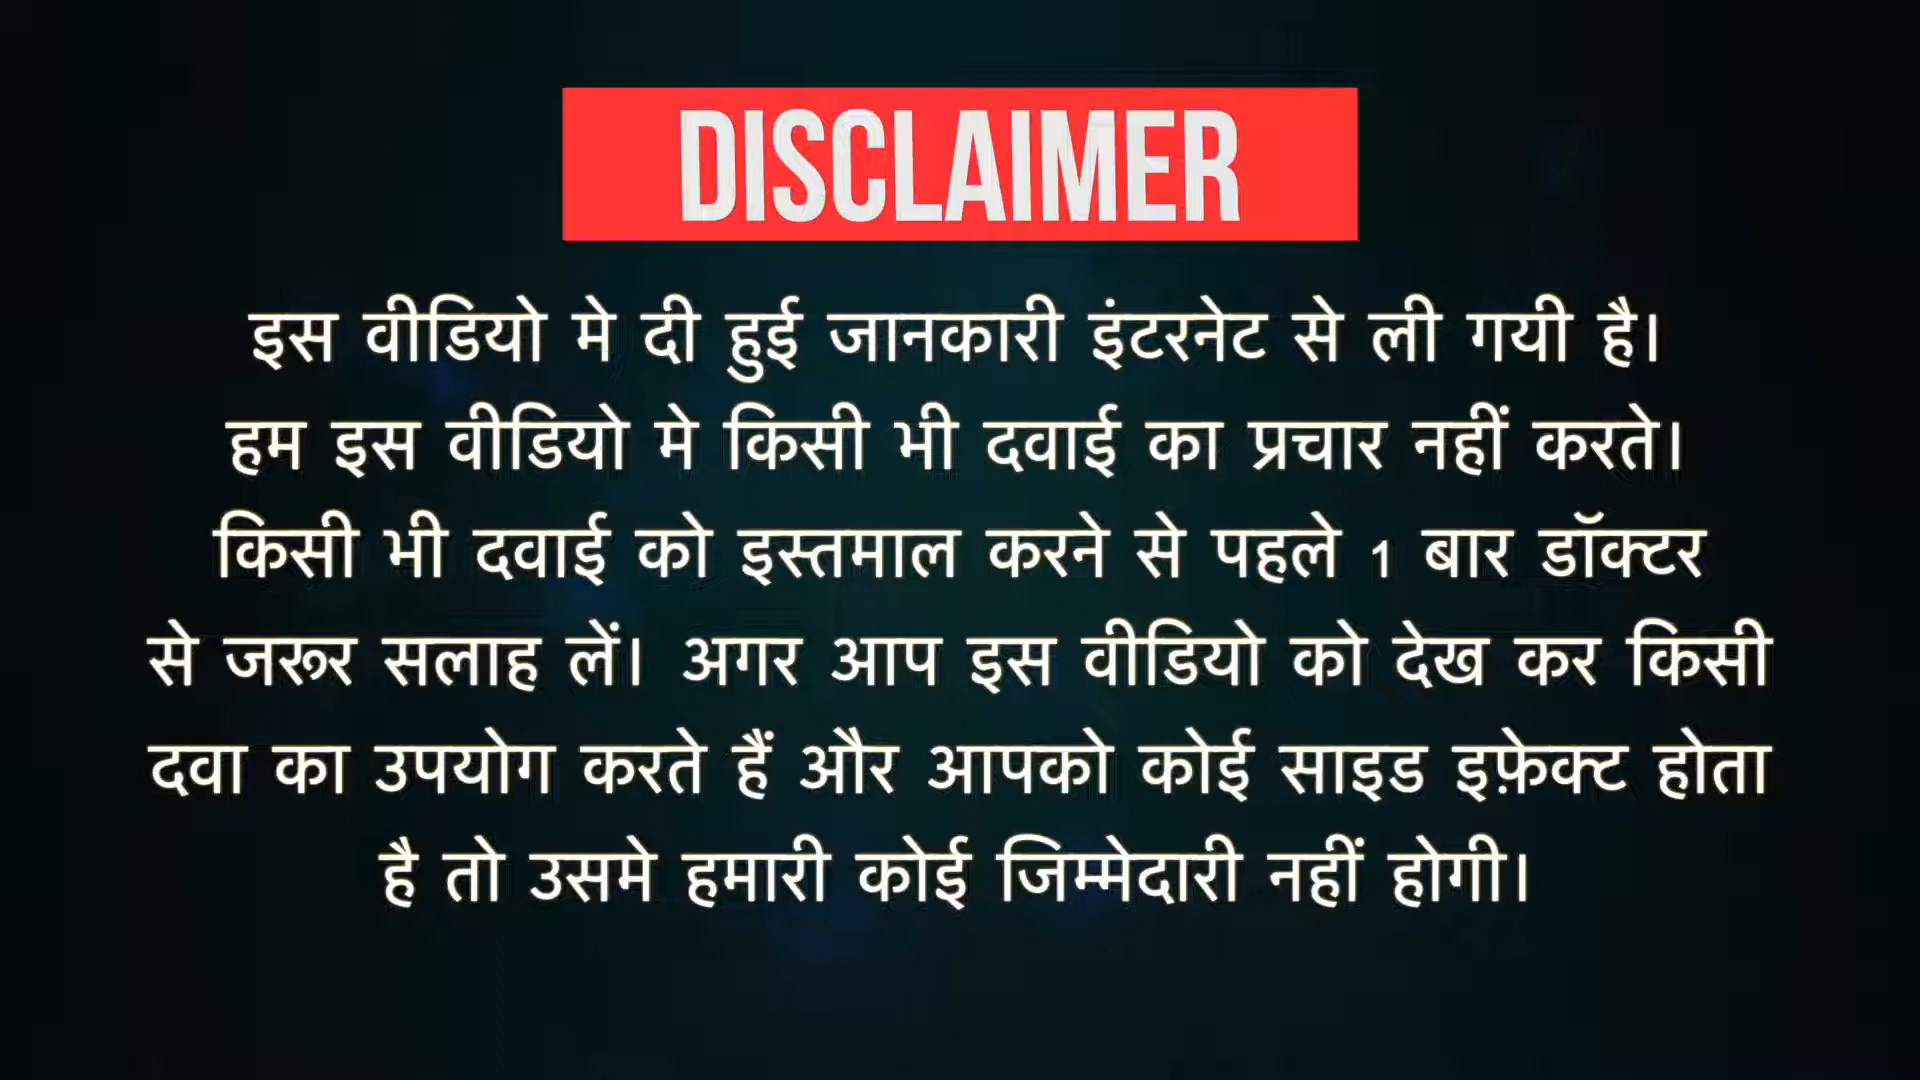 DISCLAIMER
इस वीडियो मे दी हुई जानकारी इंटरनेट से ली गयी है।
हम इस वीडियो मे किसी भी दवाई का प्रचार नहीं करते।
किसी भी दवाई को इस्तमाल करने से पहले 1 बार डॉक्टर
से जरूर सलाह लें। अगर आप इस वीडियो को देख कर किसी
दवा का उपयोग करते हैं और आपको कोई साइड इफ़ेक्ट होता
है तो उसमे हमारी कोई जिम्मेदारी नहीं होगी।